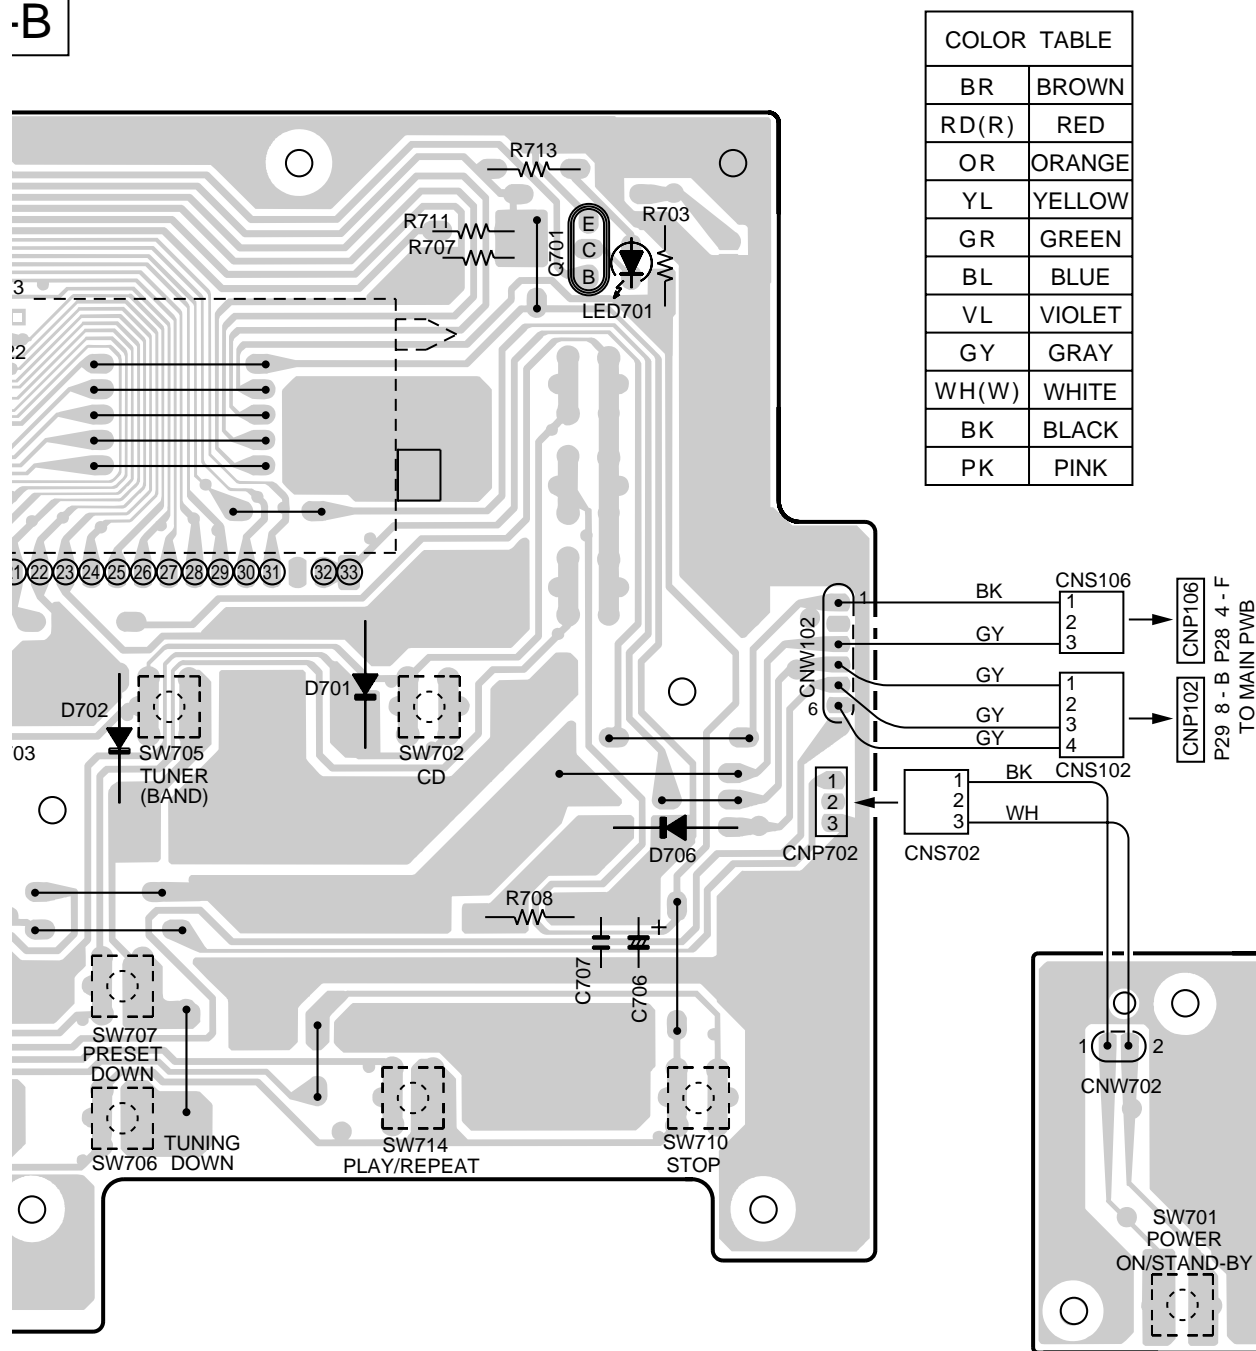 -B
COLOR TABLE
BR BROWN
RD(R) RED
OR ORANGE
YL YELLOW
GR GREEN
BL BLUE
VL VIOLET
GY GRAY
WH(W) WHITE
BK BLACK
PK PINK
R713
R711
R707
Q701
E
C
B
R703
LED701
3
22
22 23 24 25 26 27 28 29 30 31 32 33
CNW102
1
6
BK
GY
GY
GY
GY
CNS106
1
2
3
CNP106
P28 4 - F
1
2
3
4
CNS102
CNP102
P29 8 - B
TO MAIN PWB
D702
D701
03
SW705
TUNER
(BAND)
SW702
CD
D706
1
2
3
CNP702
1
2
3
CNS702
BK
WH
R708
+
C707
C706
SW707
PRESET
DOWN
SW706
TUNING
DOWN
SW714
PLAY/REPEAT
SW710
STOP
1
2
CNW702
SW701
POWER
ON/STAND-BY